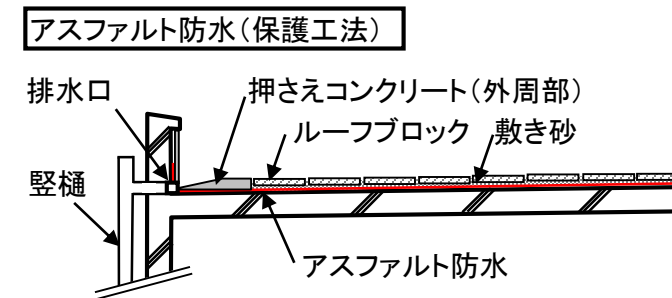 アスファルト防水(保護工法)
排水口
押さえコンクリート(外周部)
ルーフブロック
敷き砂
竪樋
アスファルト防水